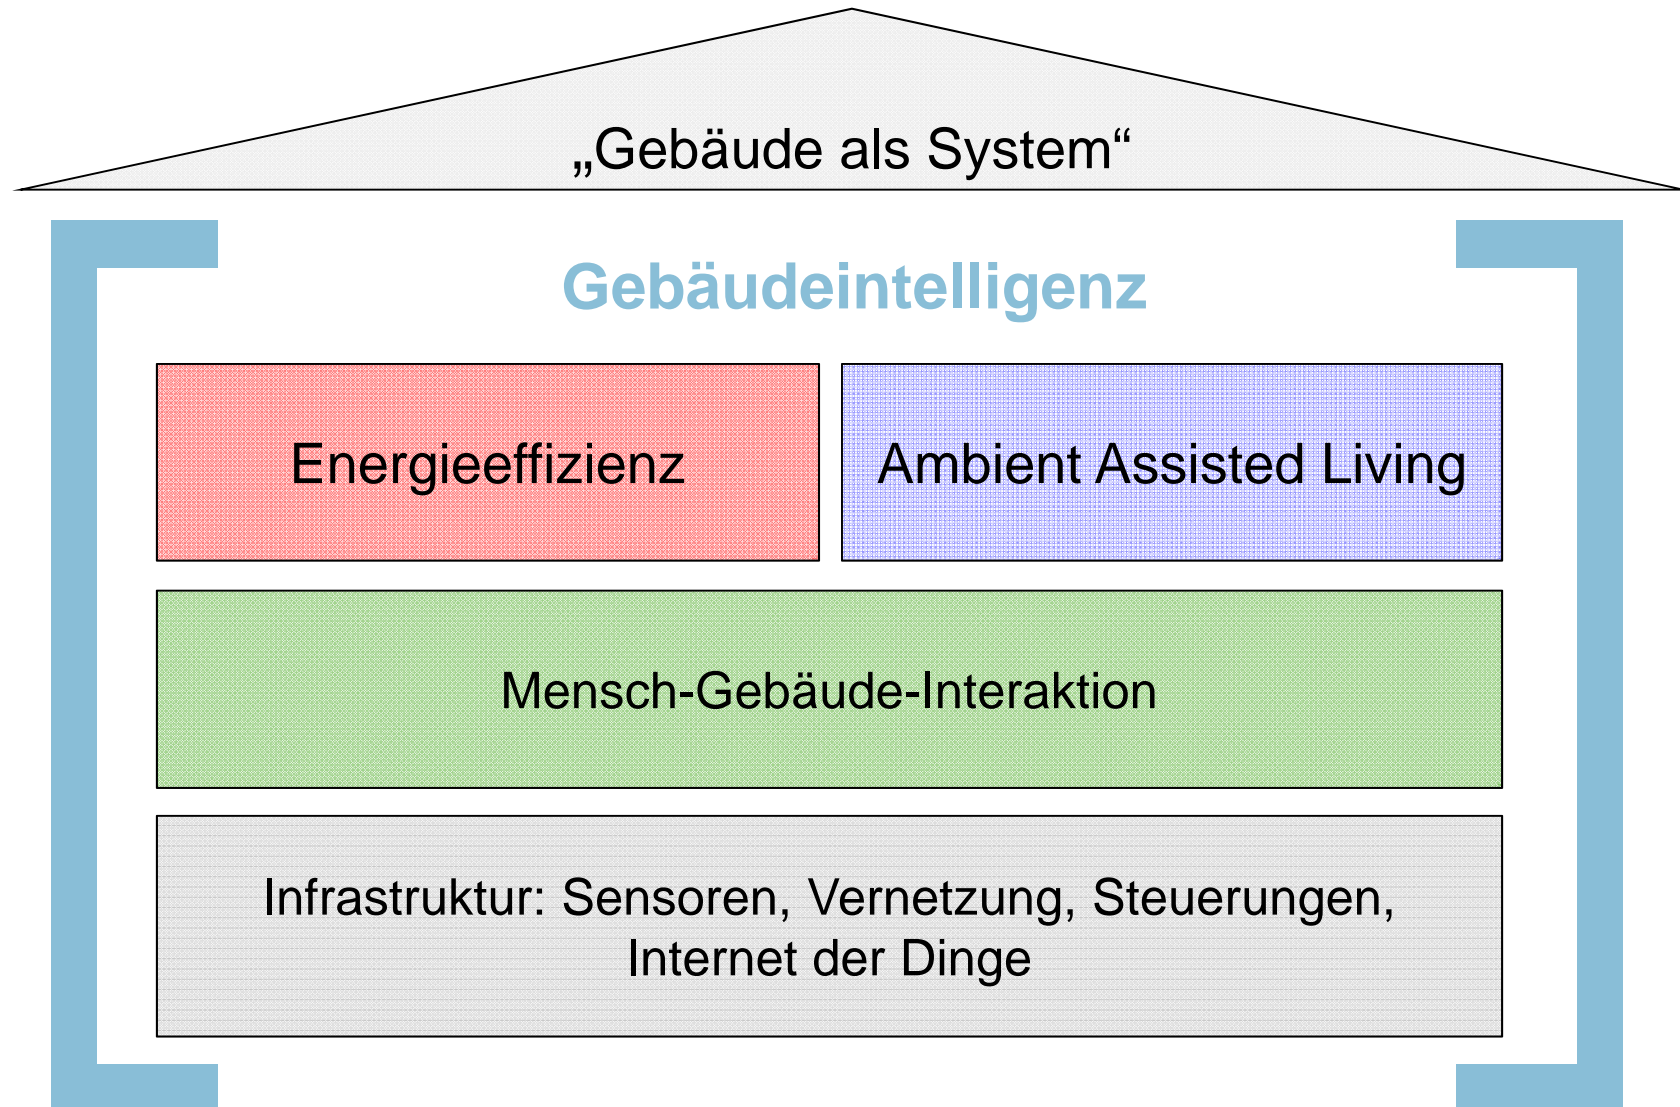 „Gebäude als System“
Gebäudeintelligenz
Energieeffizienz
Ambient Assisted Living
Mensch-Gebäude-Interaktion
Infrastruktur: Sensoren, Vernetzung, Steuerungen,
Internet der Dinge